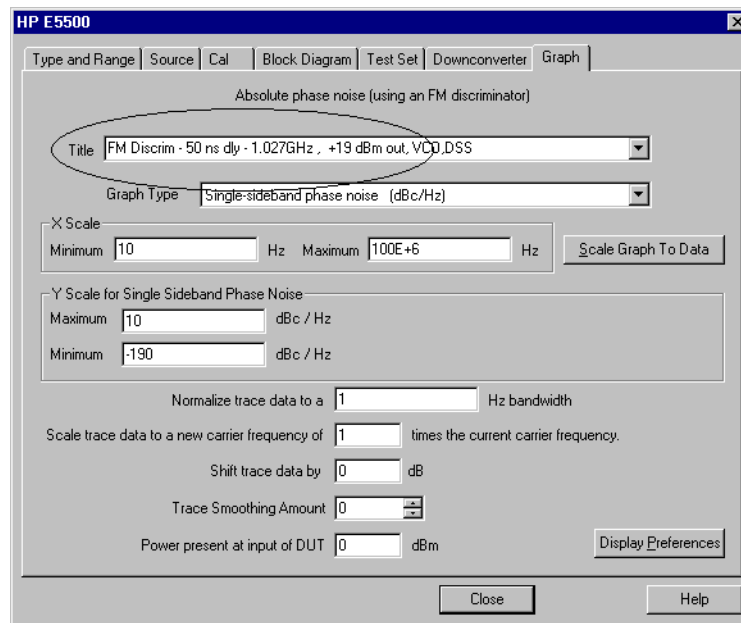 HP E5500
Type and Range Source Cal Block Diagram Test Set Downconverter Graph
Absolute phase noise (using an FM discriminator)
Title FM Discrim - 50 ns dly - 1.027GHz , +19 dBm out, VCO,DSS
Graph Type Single-sideband phase noise (dBc/Hz)
X Scale
Minimum 10 Hz Maximum 100E+6 Hz Scale Graph To Data
Y Scale for Single Sideband Phase Noise
Maximum 10 dBc / Hz
Minimum -190 dBc / Hz
Normalize trace data to a 1 Hz bandwidth
Scale trace data to a new carrier frequency of 1 times the current carrier frequency.
Shift trace data by 0 dB
Trace Smoothing Amount 0
Power present at input of DUT 0 dBm Display Preferences
Close Help